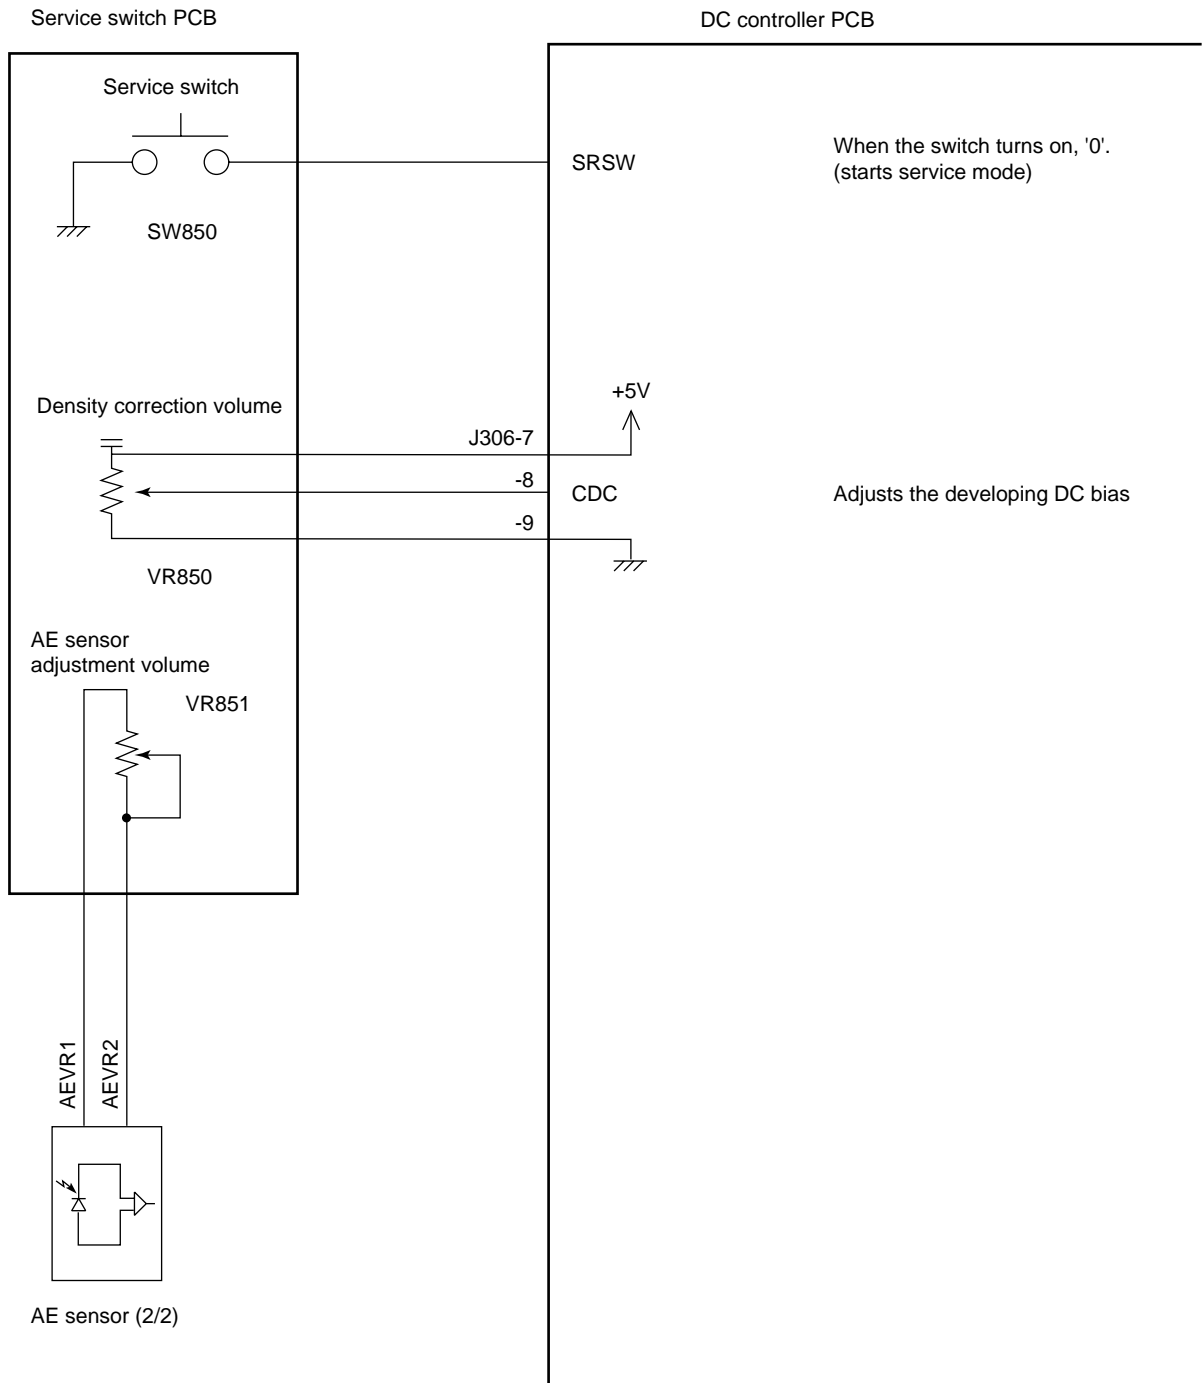 Service switch PCB
DC controller PCB
Service switch
SRSW
When the switch turns on, '0'.
(starts service mode)
SW850
+5V
Density correction volume
J306-7
-8
CDC
Adjusts the developing DC bias
-9
VR850
AE sensor
adjustment volume
VR851
AEVR1
AEVR2
AE sensor (2/2)